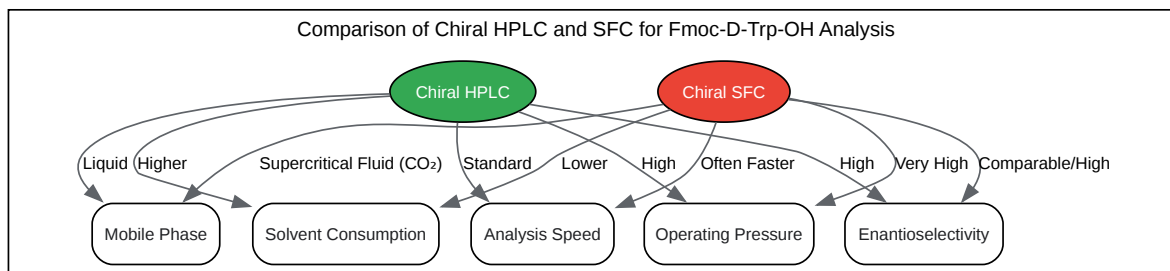 Comparison of Chiral HPLC and SFC for Fmoc-D-Trp-OH Analysis
Chiral HPLC
Chiral SFC
Liquid
Higher
Supercritical Fluid (CO₂)
Standard
Lower
High
Often Faster
High
Very High
Comparable/High
Mobile Phase
Solvent Consumption
Analysis Speed
Operating Pressure
Enantioselectivity